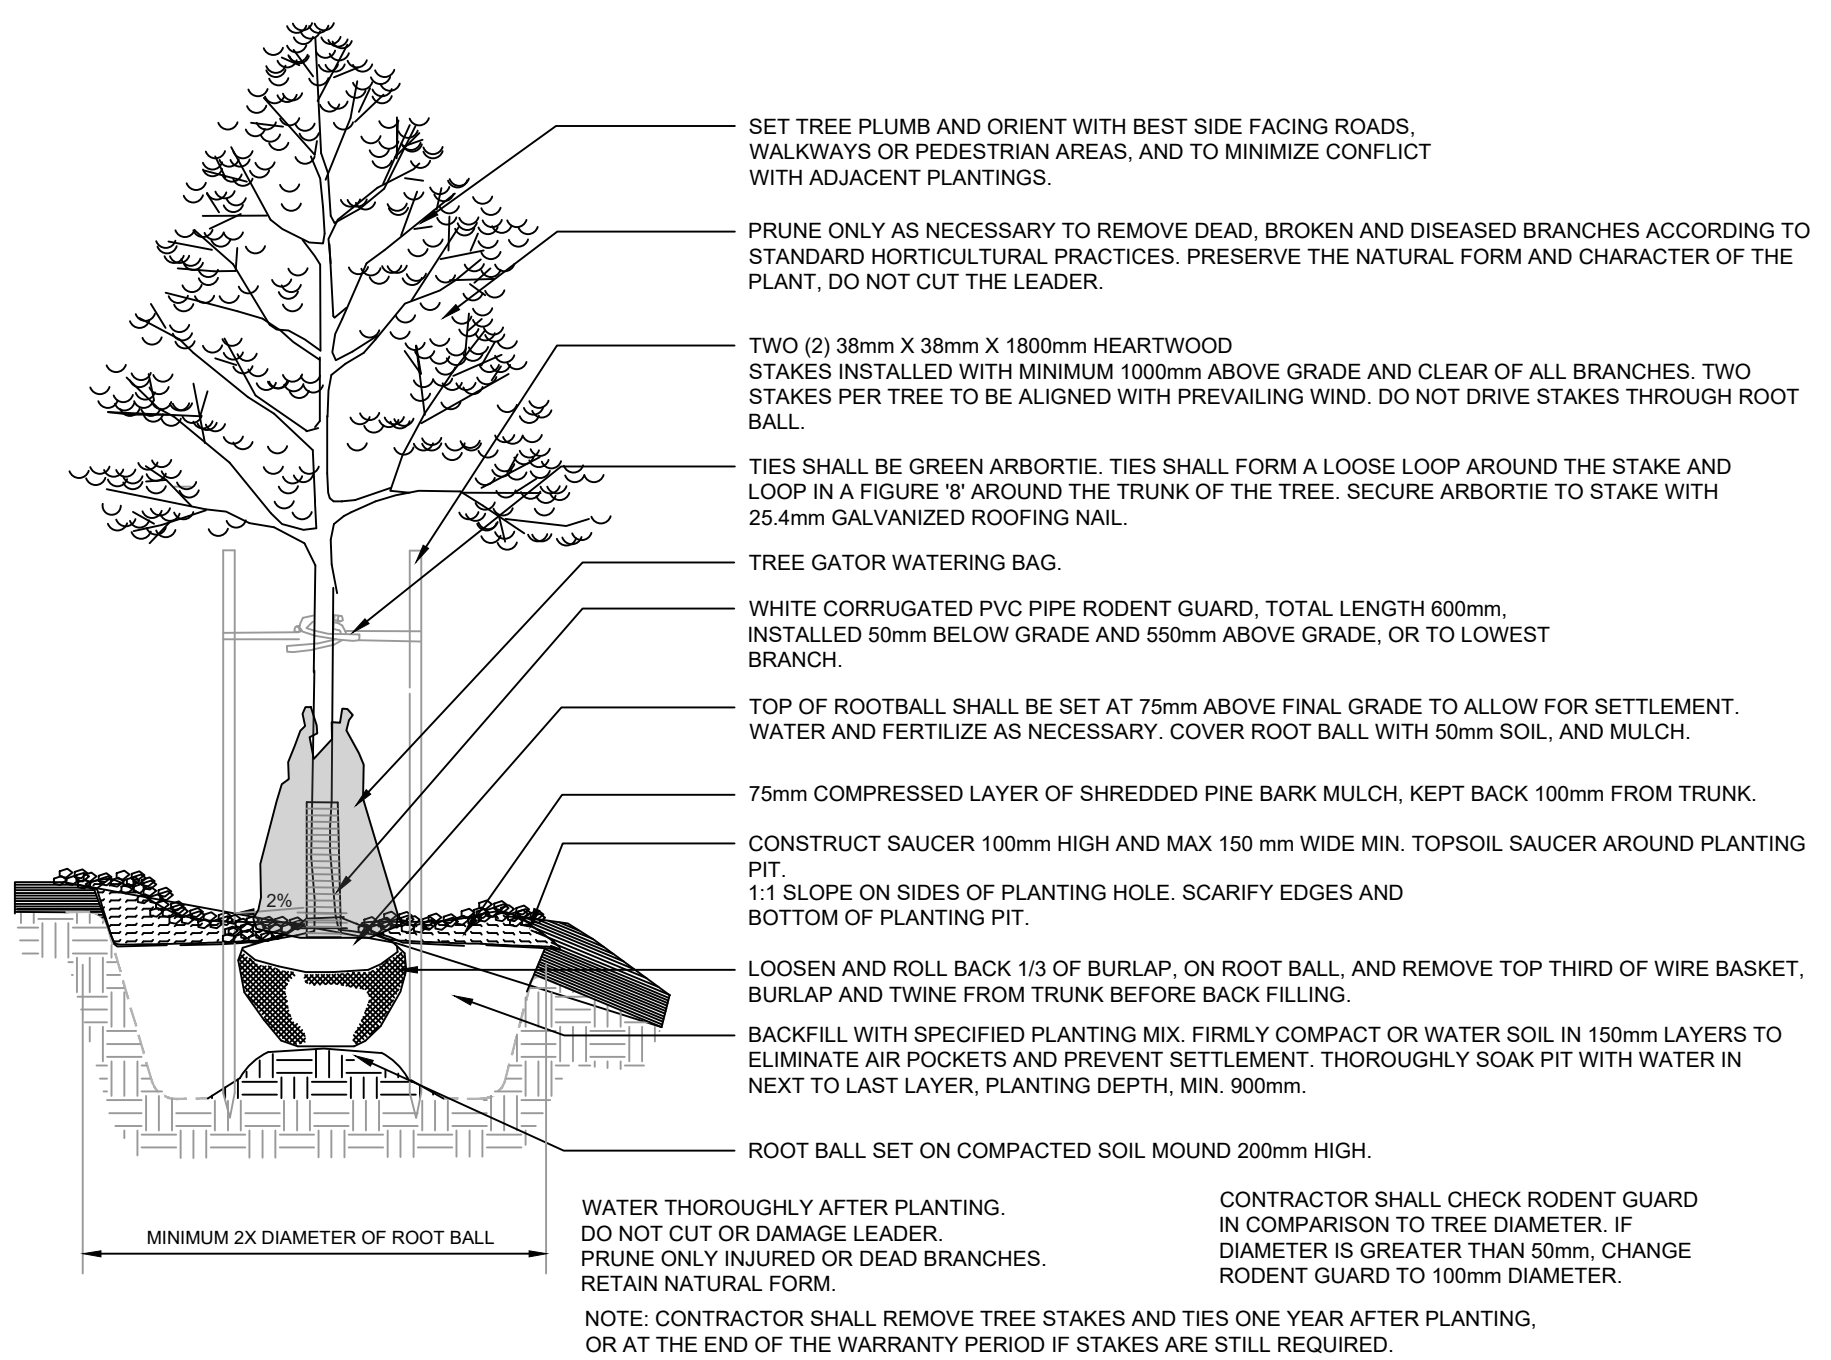 SET TREE PLUMB AND ORIENT WITH BEST SIDE FACING ROADS,
WALKWAYS OR PEDESTRIAN AREAS, AND TO MINIMIZE CONFLICT
WITH ADJACENT PLANTINGS.
PRUNE ONLY AS NECESSARY TO REMOVE DEAD, BROKEN AND DISEASED BRANCHES ACCORDING TO
STANDARD HORTICULTURAL PRACTICES. PRESERVE THE NATURAL FORM AND CHARACTER OF THE
PLANT, DO NOT CUT THE LEADER.
TWO (2) 38mm X 38mm X 1800mm HEARTWOOD
STAKES INSTALLED WITH MINIMUM 1000mm ABOVE GRADE AND CLEAR OF ALL BRANCHES. TWO
STAKES PER TREE TO BE ALIGNED WITH PREVAILING WIND. DO NOT DRIVE STAKES THROUGH ROOT
BALL.
TIES SHALL BE GREEN ARBORTIE. TIES SHALL FORM A LOOSE LOOP AROUND THE STAKE AND
LOOP IN A FIGURE '8' AROUND THE TRUNK OF THE TREE. SECURE ARBORTIE TO STAKE WITH
25.4mm GALVANIZED ROOFING NAIL.
TREE GATOR WATERING BAG.
WHITE CORRUGATED PVC PIPE RODENT GUARD, TOTAL LENGTH 600mm,
INSTALLED 50mm BELOW GRADE AND 550mm ABOVE GRADE, OR TO LOWEST
BRANCH.
TOP OF ROOTBALL SHALL BE SET AT 75mm ABOVE FINAL GRADE TO ALLOW FOR SETTLEMENT.
WATER AND FERTILIZE AS NECESSARY. COVER ROOT BALL WITH 50mm SOIL, AND MULCH.
75mm COMPRESSED LAYER OF SHREDDED PINE BARK MULCH, KEPT BACK 100mm FROM TRUNK.
CONSTRUCT SAUCER 100mm HIGH AND MAX 150 mm WIDE MIN. TOPSOIL SAUCER AROUND PLANTING
PIT.
1:1 SLOPE ON SIDES OF PLANTING HOLE. SCARIFY EDGES AND
BOTTOM OF PLANTING PIT.
2%
LOOSEN AND ROLL BACK 1/3 OF BURLAP, ON ROOT BALL, AND REMOVE TOP THIRD OF WIRE BASKET,
BURLAP AND TWINE FROM TRUNK BEFORE BACK FILLING.
BACKFILL WITH SPECIFIED PLANTING MIX. FIRMLY COMPACT OR WATER SOIL IN 150mm LAYERS TO
ELIMINATE AIR POCKETS AND PREVENT SETTLEMENT. THOROUGHLY SOAK PIT WITH WATER IN
NEXT TO LAST LAYER, PLANTING DEPTH, MIN. 900mm.
ROOT BALL SET ON COMPACTED SOIL MOUND 200mm HIGH.
MINIMUM 2X DIAMETER OF ROOT BALL
WATER THOROUGHLY AFTER PLANTING.
DO NOT CUT OR DAMAGE LEADER.
PRUNE ONLY INJURED OR DEAD BRANCHES.
RETAIN NATURAL FORM.
CONTRACTOR SHALL CHECK RODENT GUARD
IN COMPARISON TO TREE DIAMETER. IF
DIAMETER IS GREATER THAN 50mm, CHANGE
RODENT GUARD TO 100mm DIAMETER.
NOTE: CONTRACTOR SHALL REMOVE TREE STAKES AND TIES ONE YEAR AFTER PLANTING,
OR AT THE END OF THE WARRANTY PERIOD IF STAKES ARE STILL REQUIRED.